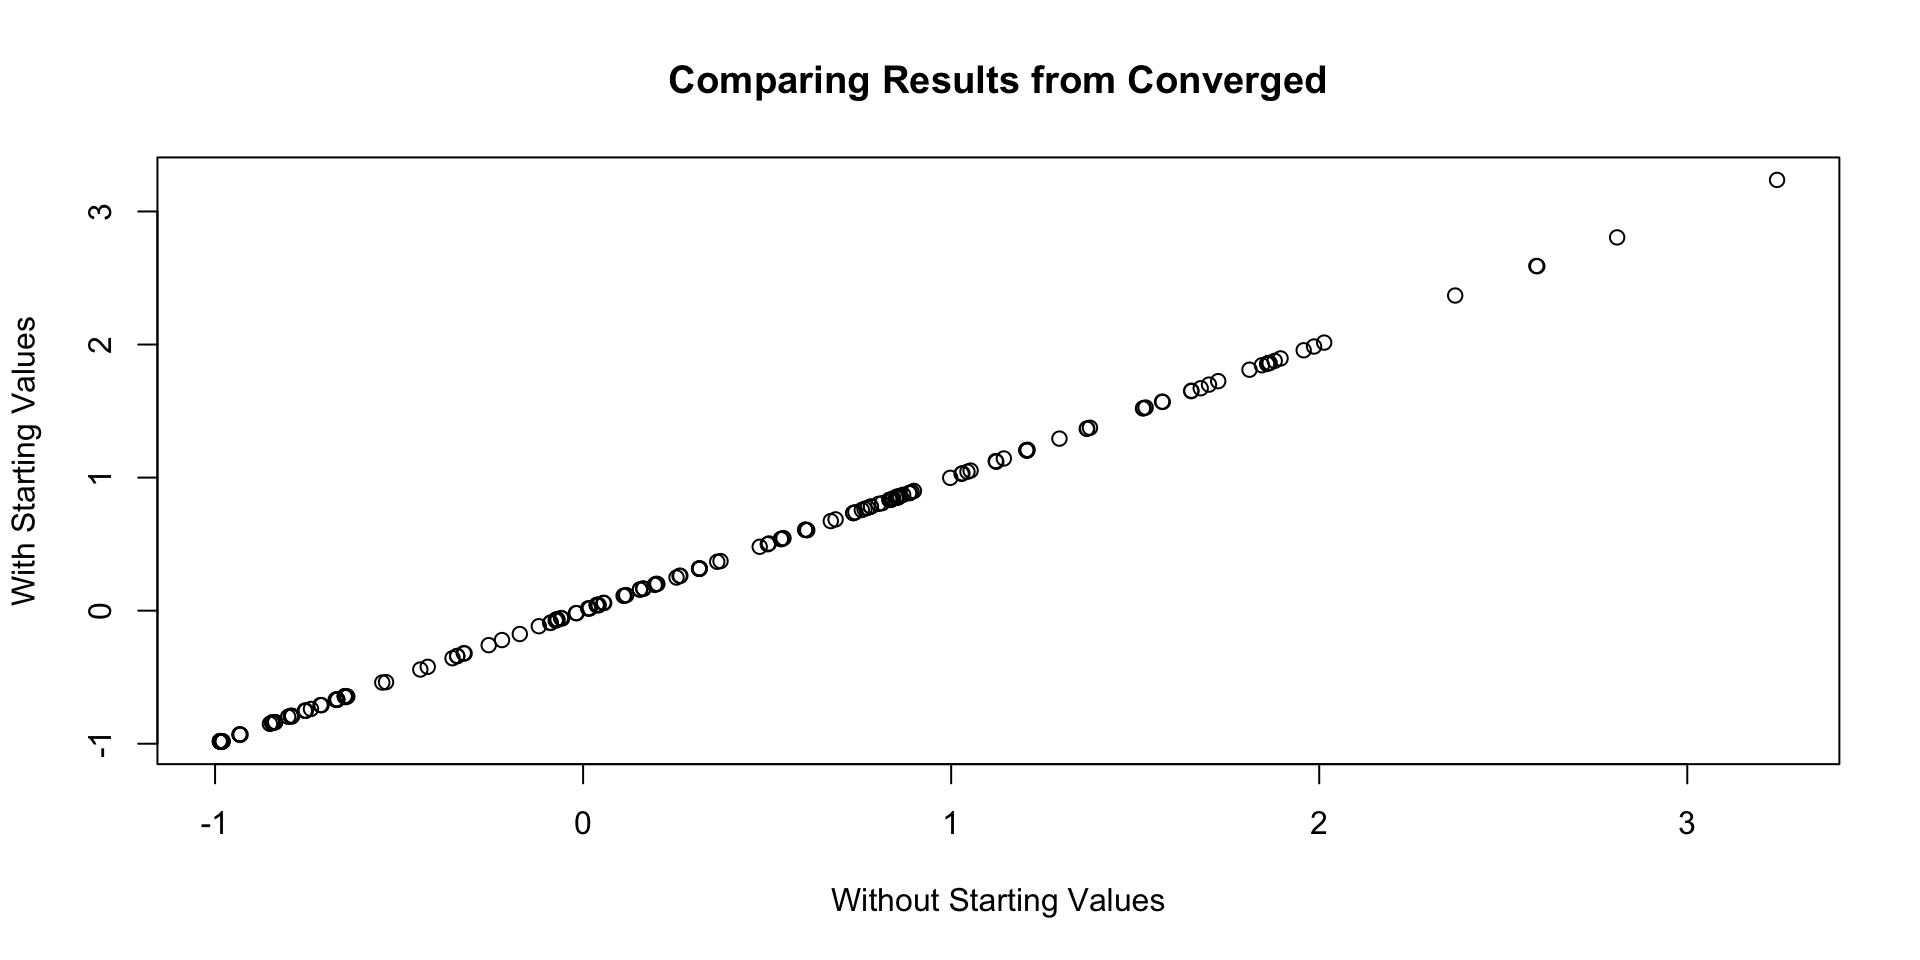 Comparing Results from Converged
With Starting Values
3
2
1
0
-1
-1 0 1 2 3
Without Starting Values